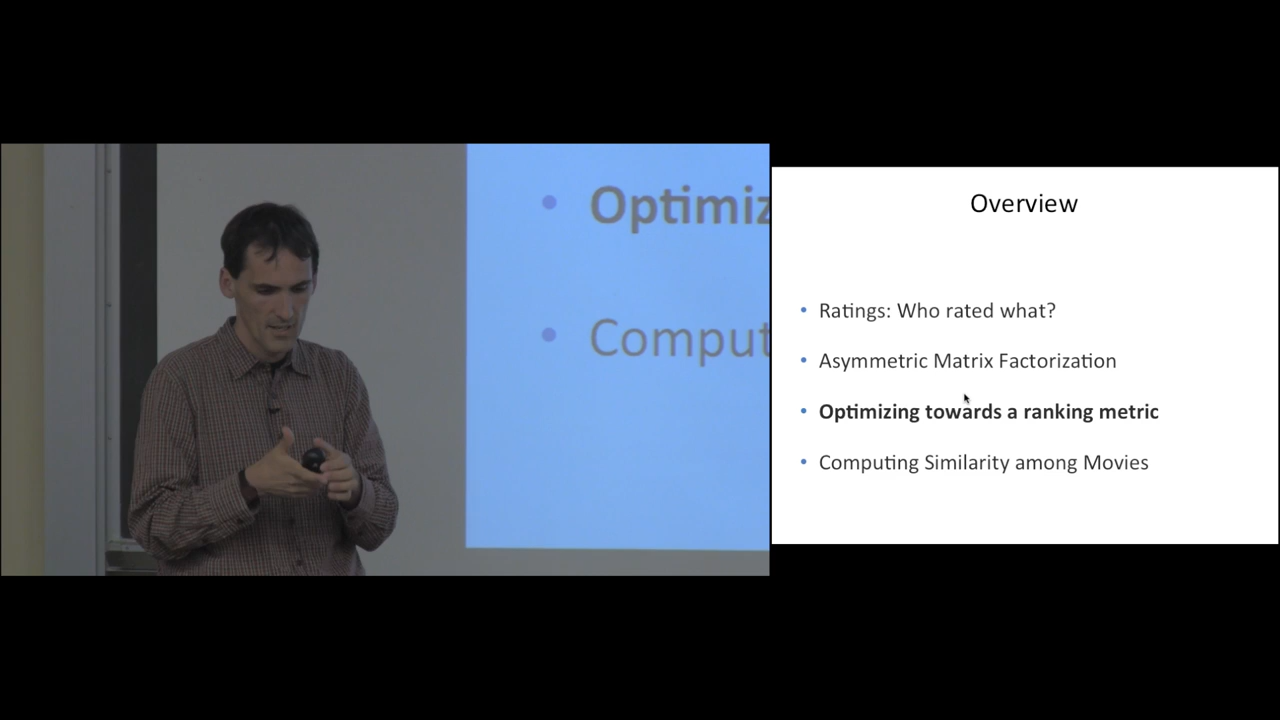 • Optimiz
• Comput
Overview
• Ratings: Who rated what?
• Asymmetric Matrix Factorization
• Optimizing towards a ranking metric
• Computing Similarity among Movies